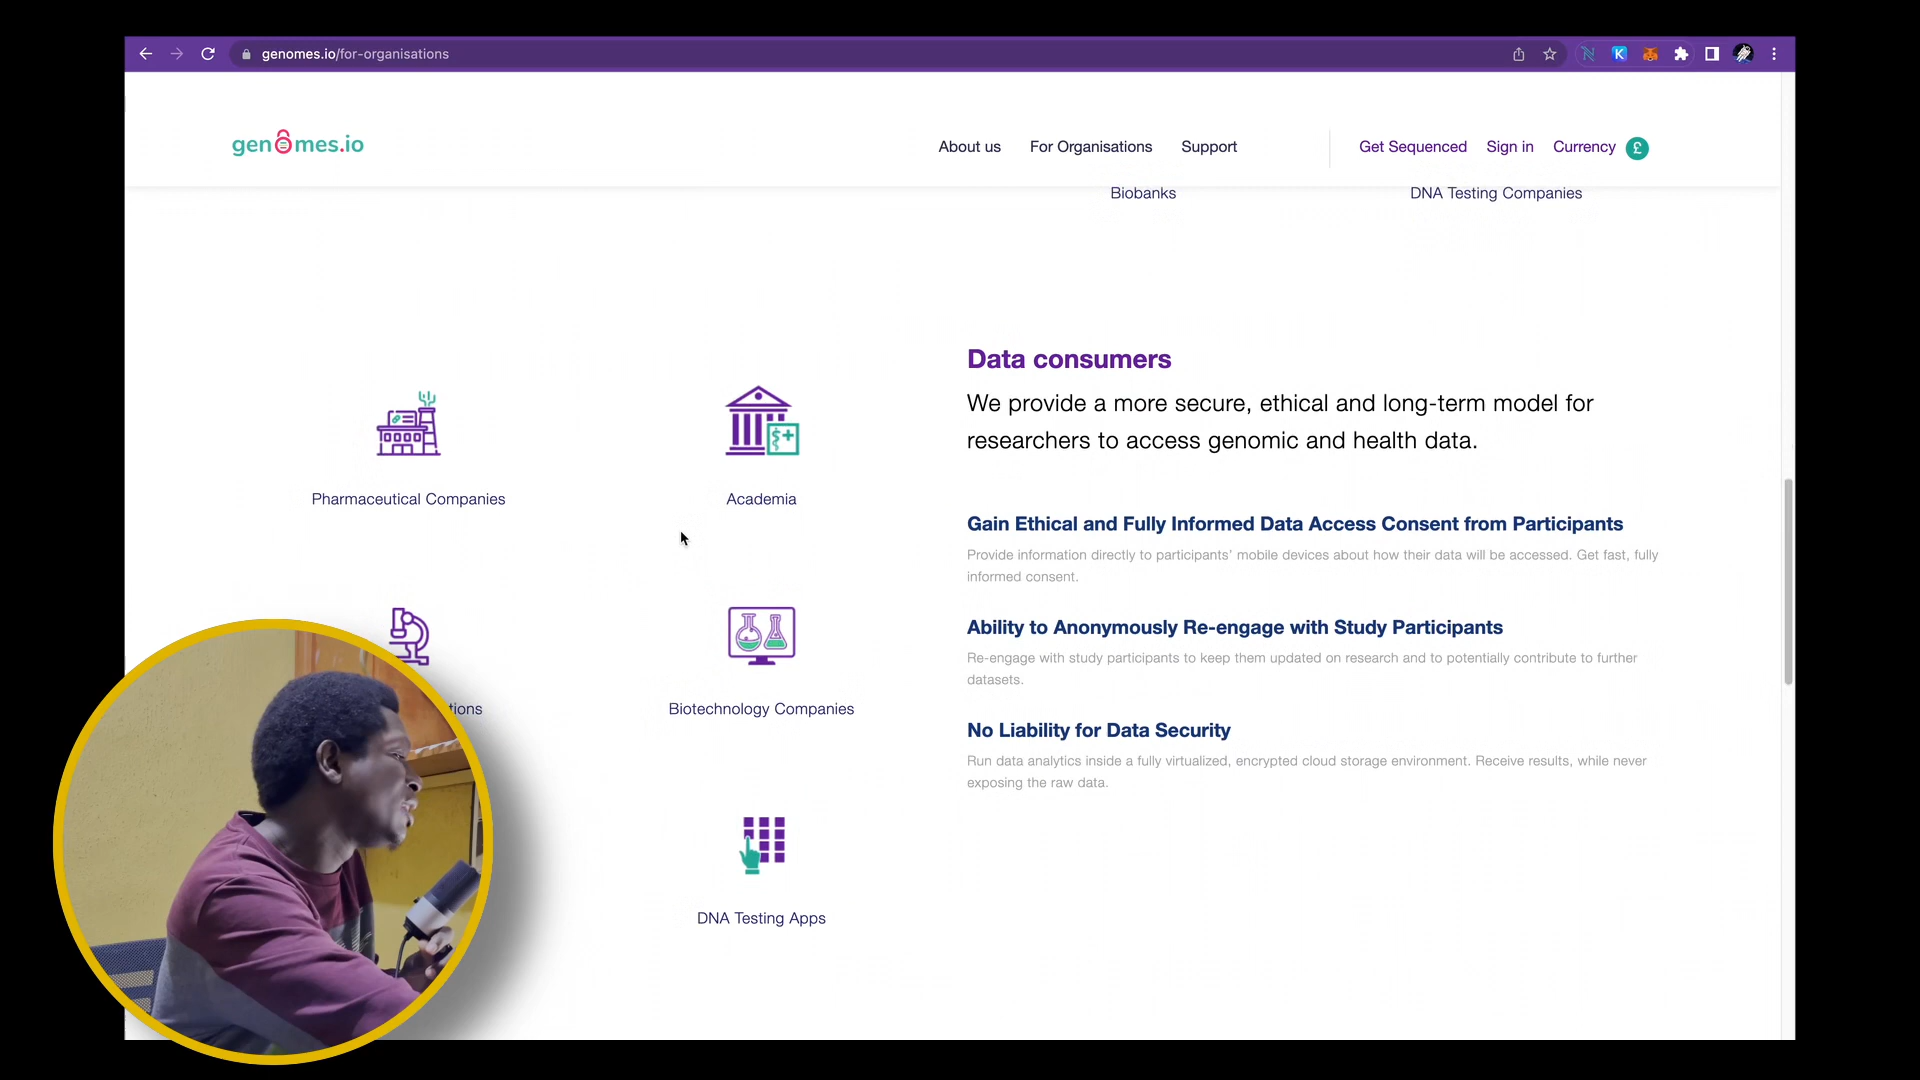 genomes.io/for-organisations
genomes.io
About us
For Organisations
Support
Get Sequenced
Sign in
Currency
£
Biobanks
DNA Testing Companies
Data consumers
We provide a more secure, ethical and long-term model for
researchers to access genomic and health data.
Pharmaceutical Companies
Academia
Gain Ethical and Fully Informed Data Access Consent from Participants
Provide information directly to participants' mobile devices about how their data will be accessed. Get fast, fully
informed consent.
Ability to Anonymously Re-engage with Study Participants
Re-engage with study participants to keep them updated on research and to potentially contribute to further
datasets.
tions
Biotechnology Companies
No Liability for Data Security
Run data analytics inside a fully virtualized, encrypted cloud storage environment. Receive results, while never
exposing the raw data.
DNA Testing Apps